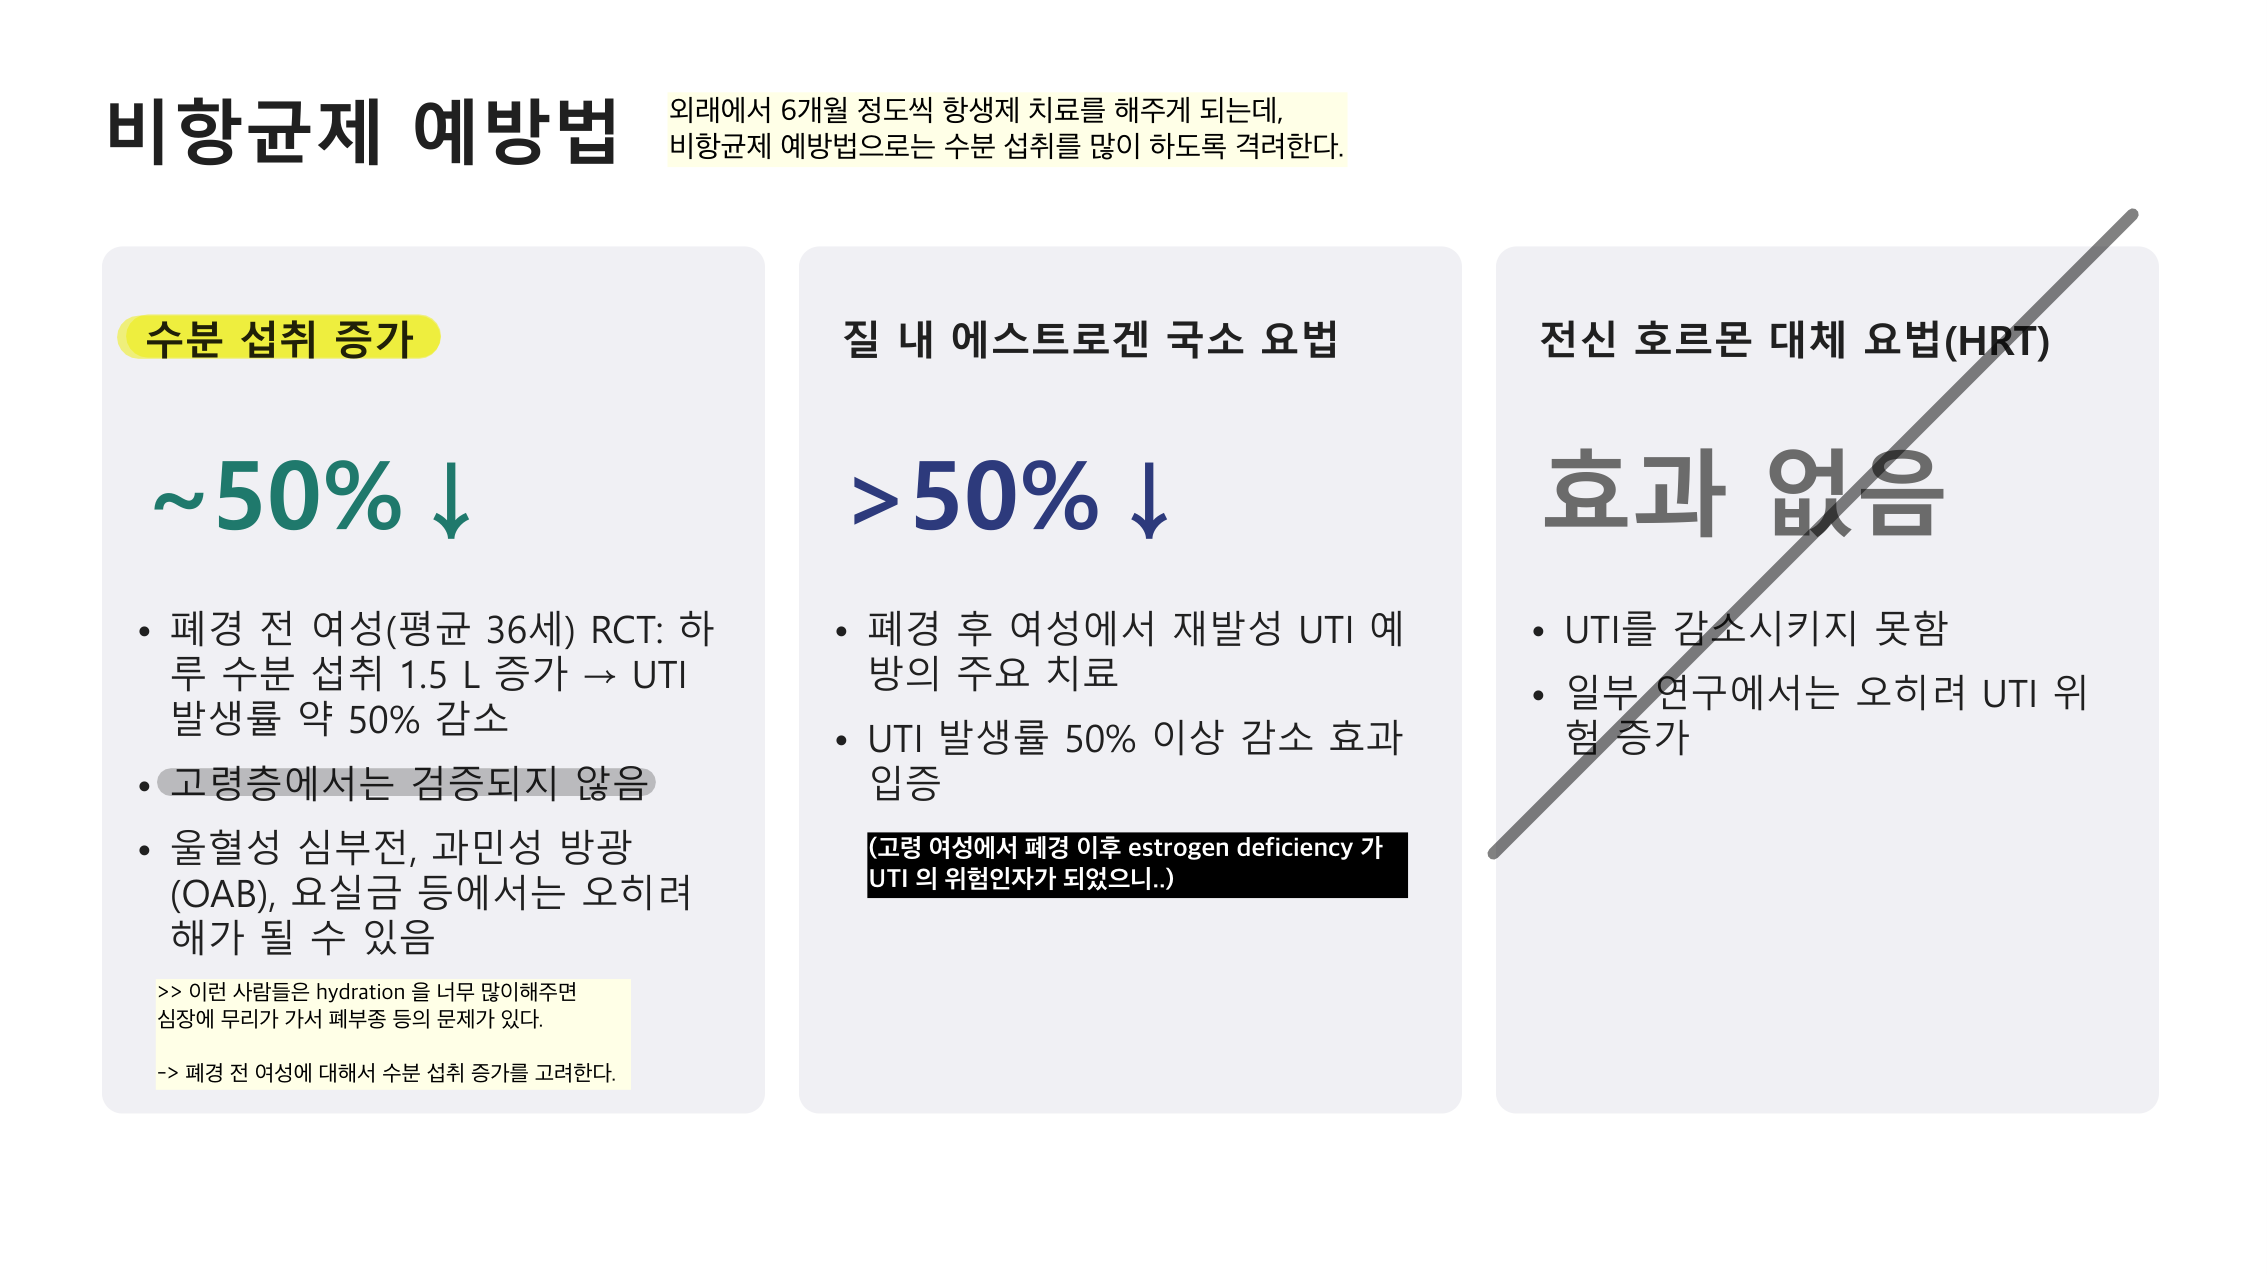 비항균제 예방법
외래에서 6개월 정도씩 항생제 치료를 해주게 되는데,
비항균제 예방법으로는 수분 섭취를 많이 하도록 격려한다.
수분 섭취 증가
~50%↓
• 폐경 전 여성(평균 36세) RCT: 하
루 수분 섭취 1.5 L 증가 → UTI
발생률 약 50% 감소
• 고령층에서는 검증되지 않음
• 울혈성 심부전, 과민성 방광
(OAB), 요실금 등에서는 오히려
해가 될 수 있음
>> 이런 사람들은 hydration 을 너무 많이해주면
심장에 무리가 가서 폐부종 등의 문제가 있다.
-> 폐경 전 여성에 대해서 수분 섭취 증가를 고려한다.
질 내 에스트로겐 국소 요법
>50%↓
• 폐경 후 여성에서 재발성 UTI 예
방의 주요 치료
• UTI 발생률 50% 이상 감소 효과
입증
(고령 여성에서 폐경 이후 estrogen deficiency 가
UTI 의 위험인자가 되었으니..)
전신 호르몬 대체 요법(HRT)
효과 없음
• UTI를 감소시키지 못함
• 일부 연구에서는 오히려 UTI 위
험 증가